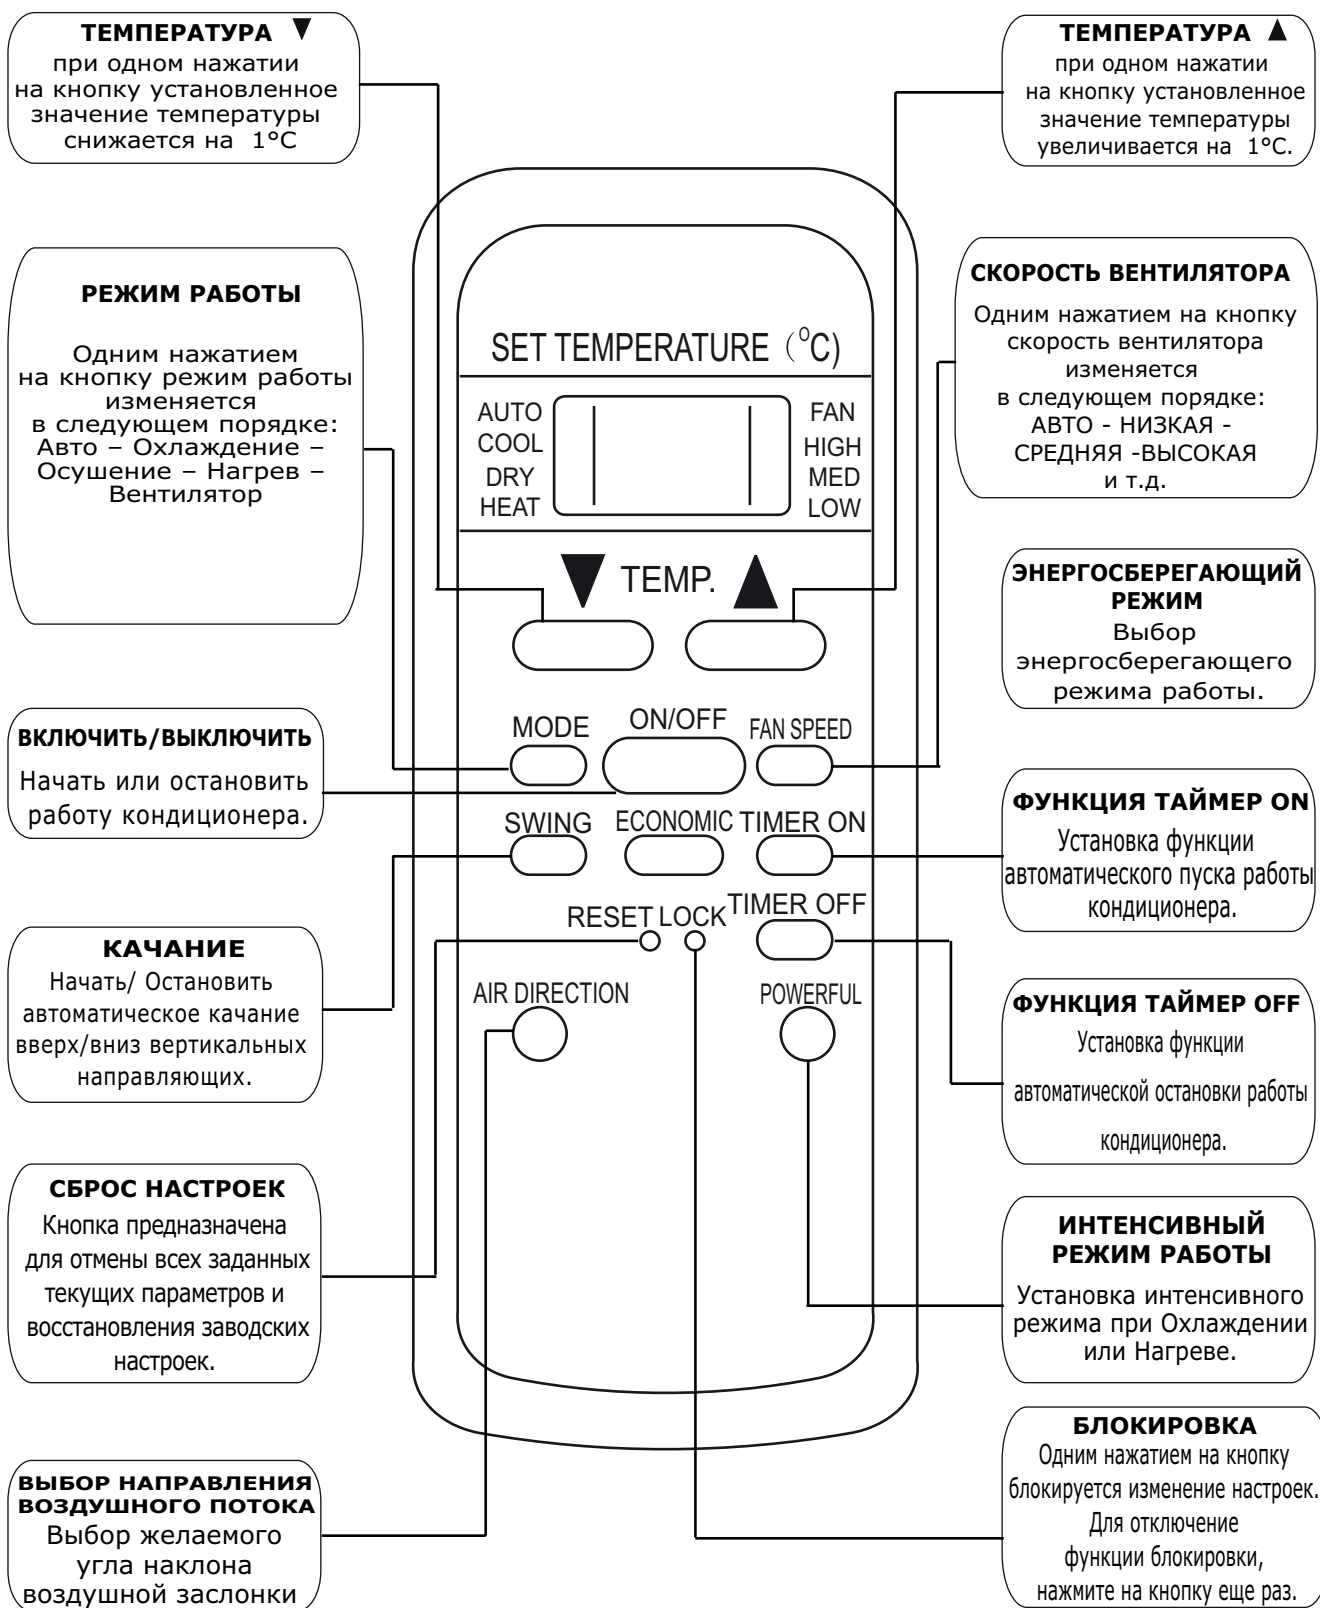 ТЕМПЕРАТУРА ▼
при одном нажатии
на кнопку установленное
значение температуры
снижается на 1°C
ТЕМПЕРАТУРА ▲
при одном нажатии
на кнопку установленное
значение температуры
увеличивается на 1°C.
РЕЖИМ РАБОТЫ
Одним нажатием
на кнопку режим работы
изменяется
в следующем порядке:
Авто – Охлаждение –
Осушение – Нагрев –
Вентилятор
СКОРОСТЬ ВЕНТИЛЯТОРА
Одним нажатием на кнопку
скорость вентилятора
изменяется
в следующем порядке:
АВТО - НИЗКАЯ -
СРЕДНЯЯ -ВЫСОКАЯ
и т.д.
SET TEMPERATURE (°C)
AUTO
COOL
DRY
HEAT
FAN
HIGH
MED
LOW
▼ TEMP. ▲
MODE ON/OFF FAN SPEED
SWING ECONOMIC TIMER ON
RESET LOCK TIMER OFF
AIR DIRECTION POWERFUL
ВКЛЮЧИТЬ/ВЫКЛЮЧИТЬ
Начать или остановить
работу кондиционера.
КАЧАНИЕ
Начать/ Остановить
автоматическое качание
вверх/вниз вертикальных
направляющих.
СБРОС НАСТРОЕК
Кнопка предназначена
для отмены всех заданных
текущих параметров и
восстановления заводских
настроек.
ВЫБОР НАПРАВЛЕНИЯ
ВОЗДУШНОГО ПОТОКА
Выбор желаемого
угла наклона
воздушной заслонки
ЭНЕРГОСБЕРЕГАЮЩИЙ
РЕЖИМ
Выбор
энергосберегающего
режима работы.
ФУНКЦИЯ ТАЙМЕР ON
Установка функции
автоматического пуска работы
кондиционера.
ФУНКЦИЯ ТАЙМЕР OFF
Установка функции
автоматической остановки работы
кондиционера.
ИНТЕНСИВНЫЙ
РЕЖИМ РАБОТЫ
Установка интенсивного
режима при Охлаждении
или Нагреве.
БЛОКИРОВКА
Одним нажатием на кнопку
блокируется изменение настроек.
Для отключение
функции блокировки,
нажмите на кнопку еще раз.